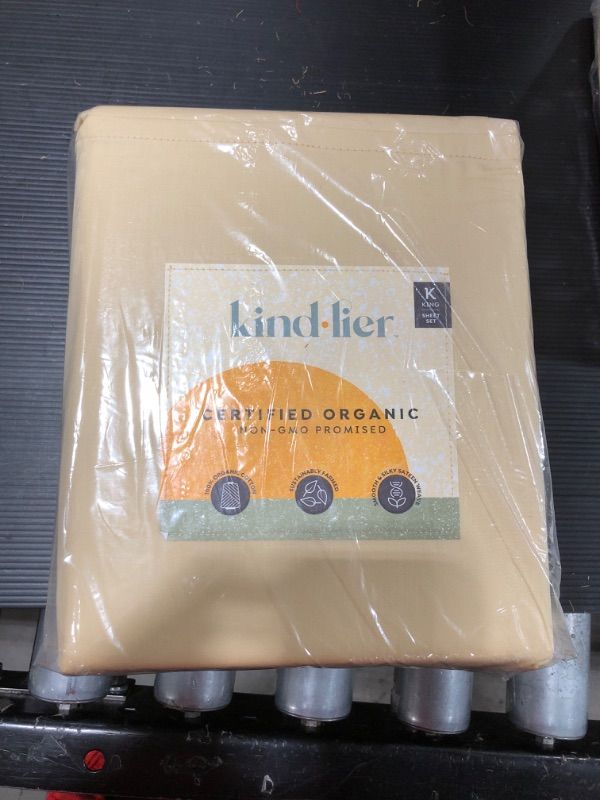 kind·lier
K
KING
SHEET
SET
CERTIFIED ORGANIC
NON-GMO PROMISED
100% ORGANIC COTTON
SUSTAINABLY FARMED
SMOOTH & SILKY SATEEN WEAVE